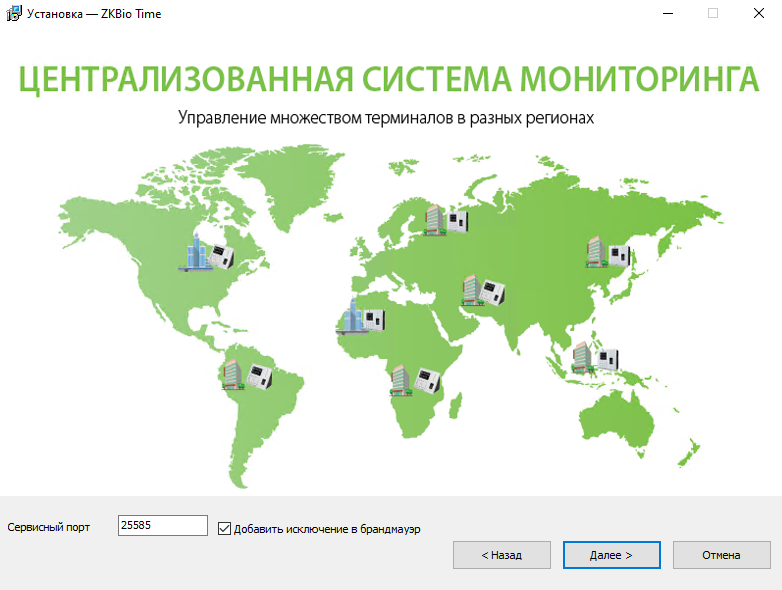 Установка — ZKBio Time
ЦЕНТРАЛИЗОВАННАЯ СИСТЕМА МОНИТОРИНГА
Управление множеством терминалов в разных регионах
Сервисный порт
25585
Добавить исключение в брандмауэр
< Назад
Далее >
Отмена